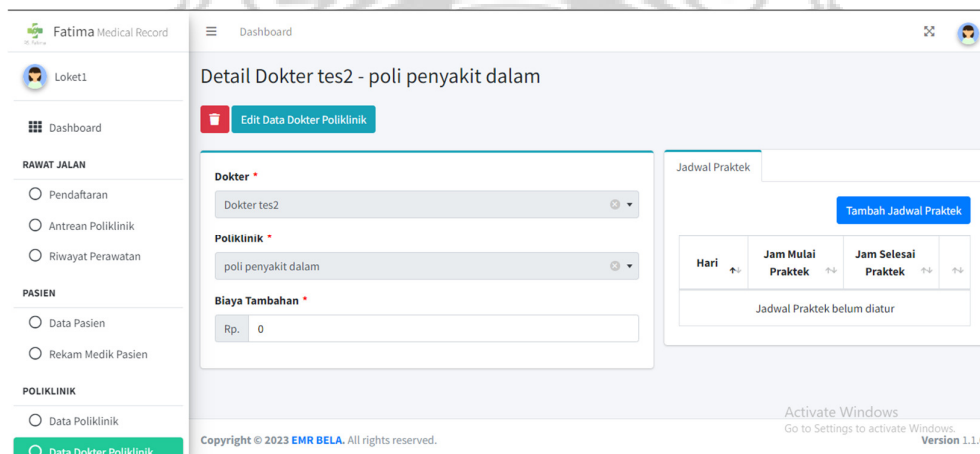 Fatima Medical Record
Dashboard
Loket1
Detail Dokter tes2 - poli penyakit dalam
Edit Data Dokter Poliklinik
Dashboard
RAWAT JALAN
Pendaftaran
Antrean Poliklinik
Riwayat Perawatan
PASIEN
Data Pasien
Rekam Medik Pasien
POLIKLINIK
Data Poliklinik
Data Dokter Poliklinik
Dokter *
Dokter tes2
Poliklinik *
poli penyakit dalam
Biaya Tambahan *
Rp. 0
Jadwal Praktek
Tambah Jadwal Praktek
Hari
Jam Mulai Praktek
Jam Selesai Praktek
Jadwal Praktek belum diatur
Activate Windows
Go to Settings to activate Windows.
Copyright © 2023 EMR BELA. All rights reserved.
Version 1.1.